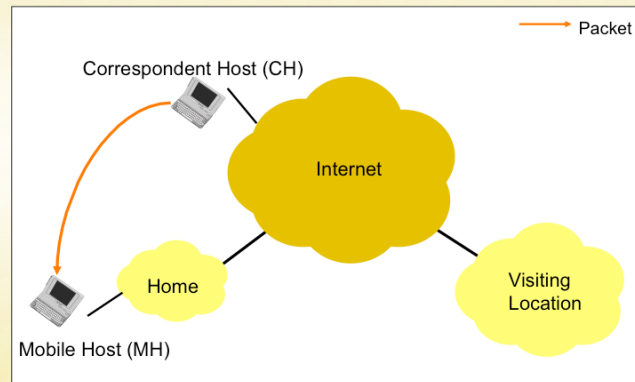 Packet
Correspondent Host (CH)
Internet
Home
Visiting
Location
Mobile Host (MH)